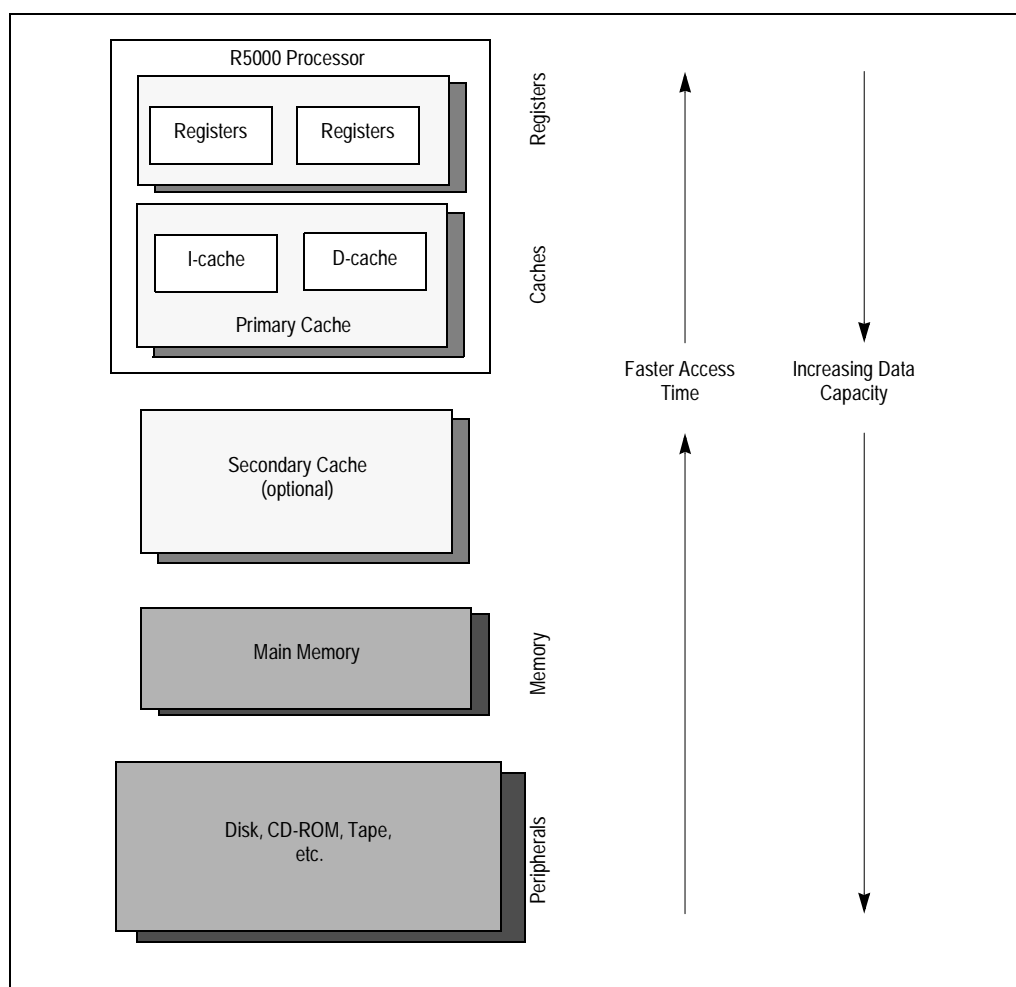 R5000 Processor
Registers
Registers
Registers
I-cache
D-cache
Primary Cache
Caches
Faster Access
Time
Increasing Data
Capacity
Secondary Cache
(optional)
Main Memory
Memory
Disk, CD-ROM, Tape,
etc.
Peripherals